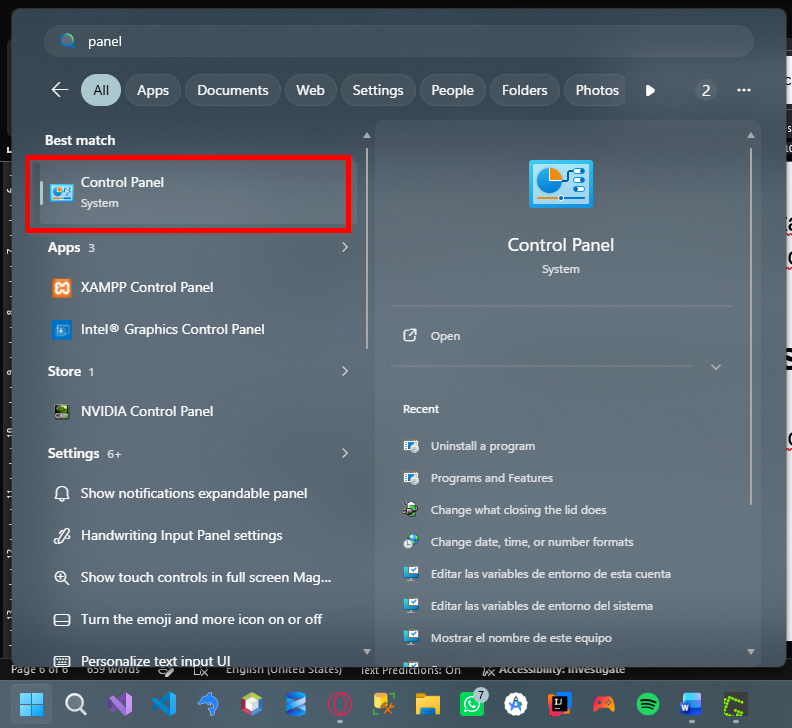 panel
All Apps Documents Web Settings People Folders Photos 2
Best match
Control Panel
System
Apps 3
XAMPP Control Panel
Intel® Graphics Control Panel
Store 1
NVIDIA Control Panel
Settings 6+
Show notifications expandable panel
Handwriting Input Panel settings
Show touch controls in full screen Mag...
Turn the emoji and more icon on or off
Personalize text input UI
Control Panel
System
Open
Recent
Uninstall a program
Programs and Features
Change what closing the lid does
Change date, time, or number formats
Editar las variables de entorno de esta cuenta
Editar las variables de entorno del sistema
Mostrar el nombre de este equipo
Page 6 of 6 659 words English (United States) Text Predictions: On Accessibility: Investigate
7